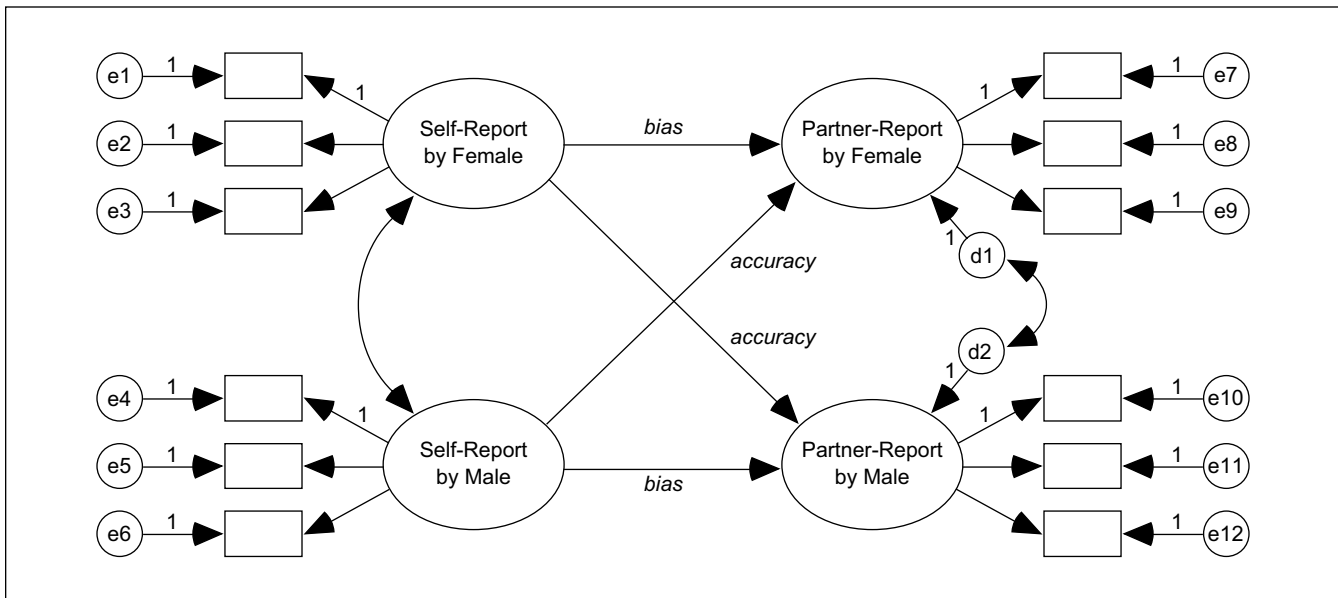 e1
1
1
e2
1
e3
1
Self-Report
by Female
bias
Partner-Report
by Female
1
1
e7
1
e8
1
e9
1
d1
accuracy
accuracy
d2
1
e4
1
1
e5
1
e6
1
Self-Report
by Male
bias
Partner-Report
by Male
1
1
e10
1
e11
1
e12